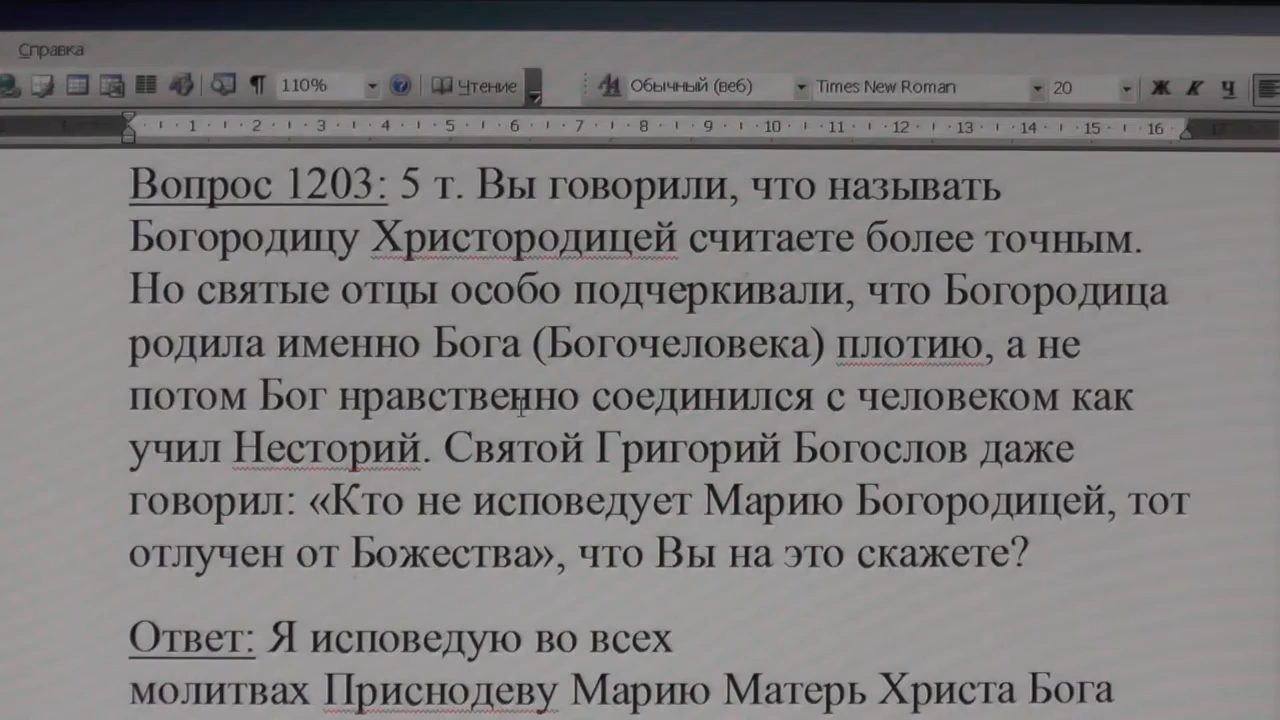 Справка
110% Чтение Обычный (веб) Times New Roman 20 Ж К Ч
1 2 3 4 5 6 7 8 9 10 11 12 13 14 15 16 17
Вопрос 1203: 5 т. Вы говорили, что называть
Богородицу Христородицей считаете более точным.
Но святые отцы особо подчеркивали, что Богородица
родила именно Бога (Богочеловека) плотию, а не
потом Бог нравственно соединился с человеком как
учил Несторий. Святой Григорий Богослов даже
говорил: «Кто не исповедует Марию Богородицей, тот
отлучен от Божества», что Вы на это скажете?
Ответ: Я исповедую во всех
молитвах Приснодеву Марию Матерь Христа Бога